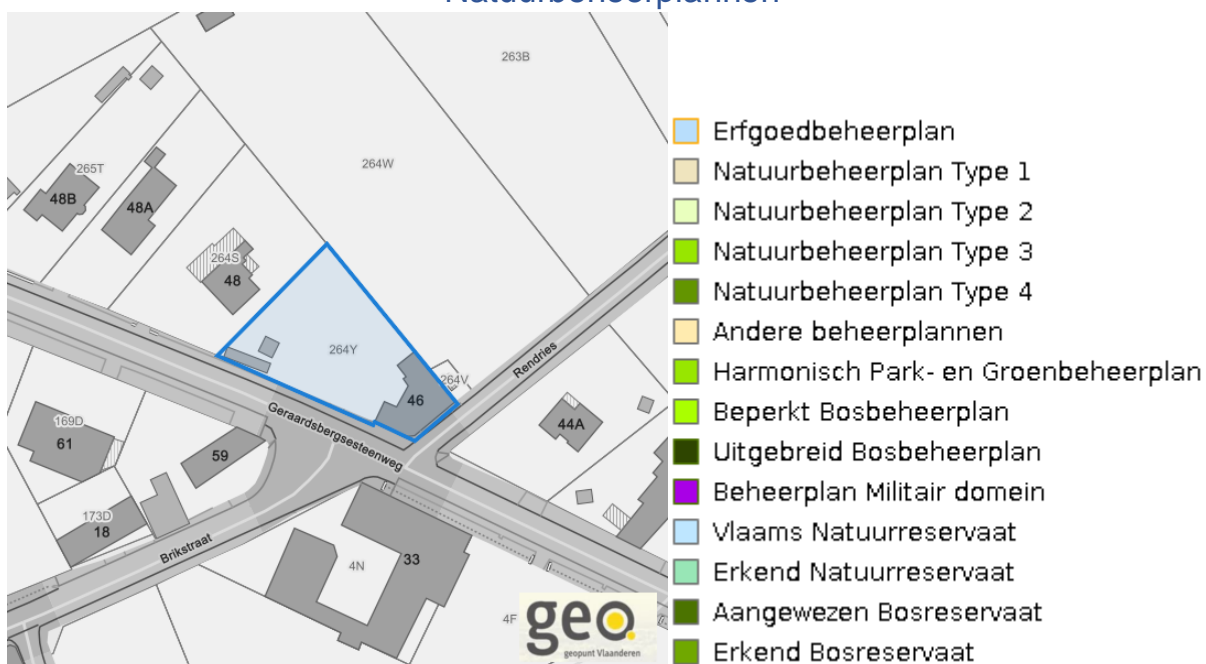 Natuurbeheerplannen
263B
264W
265T
48B
48A
264S
48
264Y
Rendries
264V
46
44A
Geraardsbergsesteenweg
169D
61
59
173D
18
Brikstraat
33
4N
4F
geo
geopunt Vlaanderen
Erfgoedbeheerplan
Natuurbeheerplan Type 1
Natuurbeheerplan Type 2
Natuurbeheerplan Type 3
Natuurbeheerplan Type 4
Andere beheerplannen
Harmonisch Park- en Groenbeheerplan
Beperkt Bosbeheerplan
Uitgebreid Bosbeheerplan
Beheerplan Militair domein
Vlaams Natuurreservaat
Erkend Natuurreservaat
Aangewezen Bosreservaat
Erkend Bosreservaat